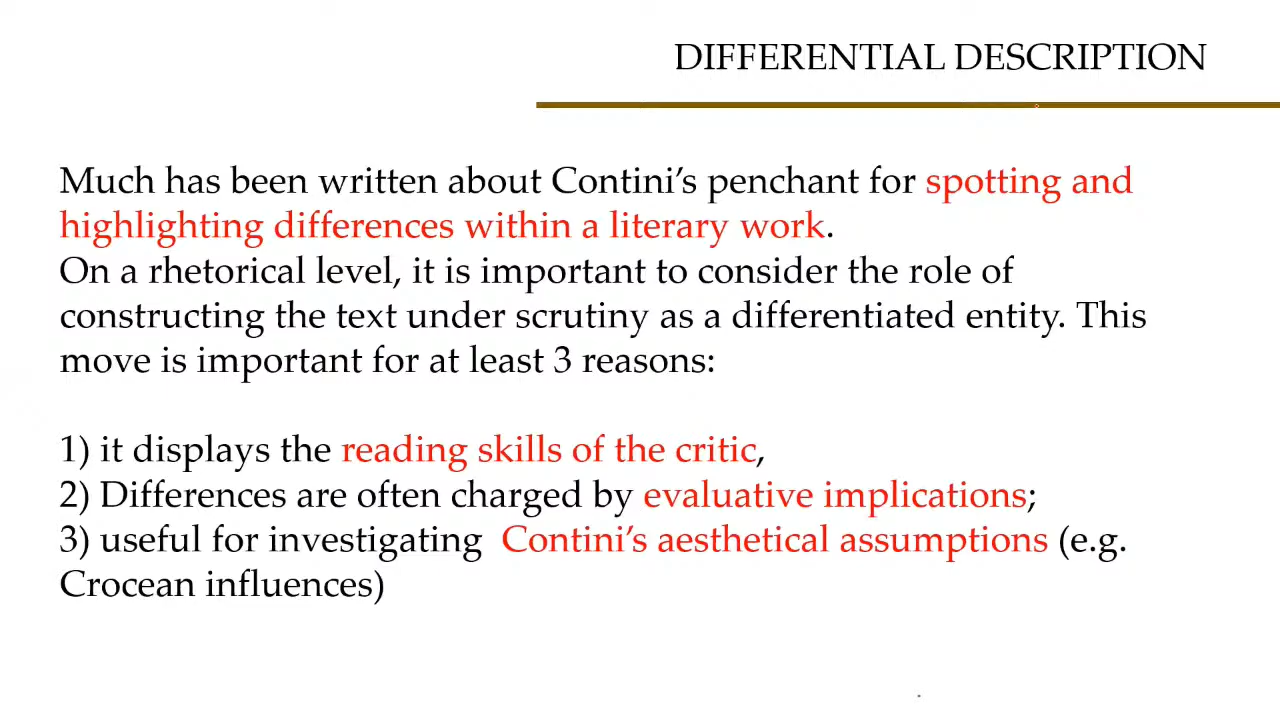 DIFFERENTIAL DESCRIPTION
Much has been written about Contini’s penchant for spotting and
highlighting differences within a literary work.
On a rhetorical level, it is important to consider the role of
constructing the text under scrutiny as a differentiated entity. This
move is important for at least 3 reasons:
1) it displays the reading skills of the critic,
2) Differences are often charged by evaluative implications;
3) useful for investigating  Contini’s aesthetical assumptions (e.g.
Crocean influences)